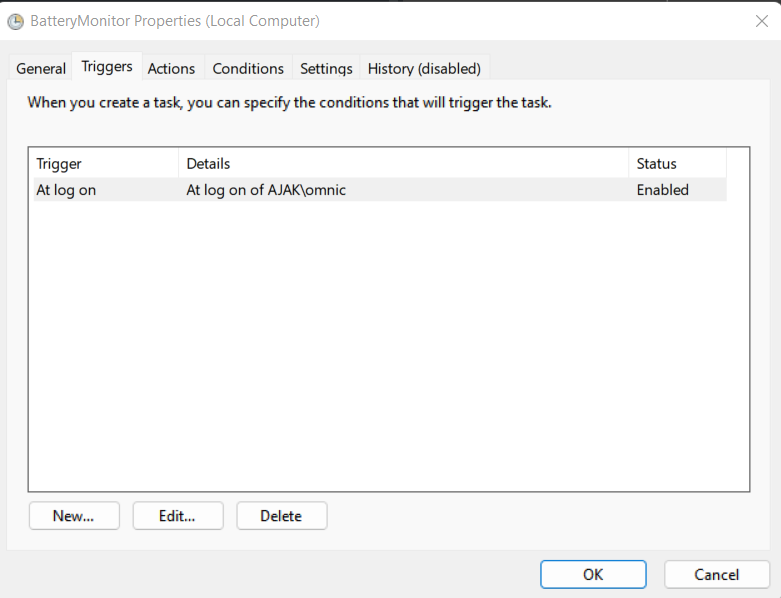 BatteryMonitor Properties (Local Computer)
General Triggers Actions Conditions Settings History (disabled)
When you create a task, you can specify the conditions that will trigger the task.
Trigger Details Status
At log on At log on of AJAK\omnic Enabled
New... Edit... Delete
OK Cancel